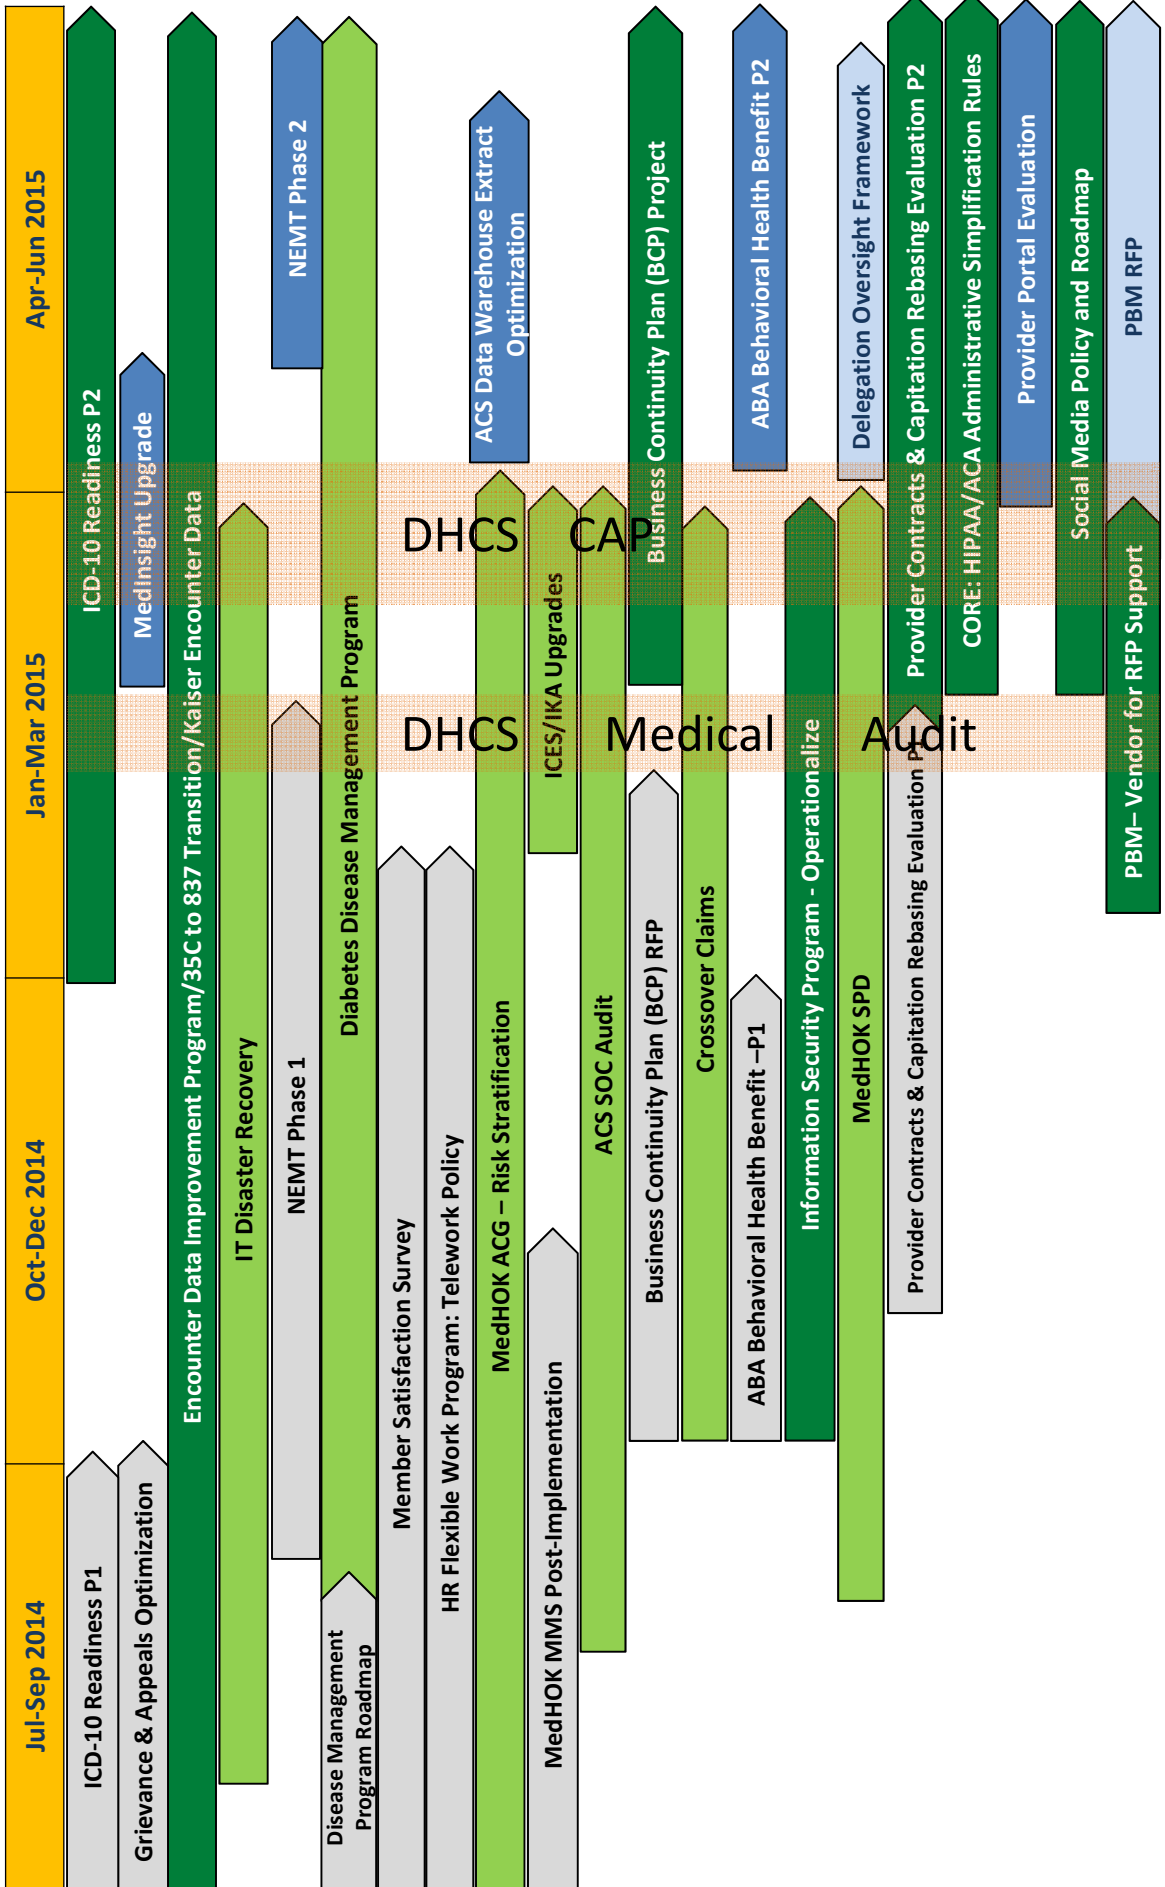 Jul-Sep 2014
Oct-Dec 2014
Jan-Mar 2015
Apr-Jun 2015
ICD-10 Readiness P1
ICD-10 Readiness P2
Grievance & Appeals Optimization
MedInsight Upgrade
Encounter Data Improvement Program/35C to 837 Transition/Kaiser Encounter Data
IT Disaster Recovery
NEMT Phase 1
NEMT Phase 2
Disease Management
Program Roadmap
Diabetes Disease Management Program
Member Satisfaction Survey
HR Flexible Work Program: Telework Policy
MedHOK ACG – Risk Stratification
ACS Data Warehouse Extract
Optimization
MedHOK MMS Post-Implementation
ICES/IKA Upgrades
ACS SOC Audit
Business Continuity Plan (BCP) RFP
Business Continuity Plan (BCP) Project
Crossover Claims
ABA Behavioral Health Benefit –P1
ABA Behavioral Health Benefit P2
Information Security Program - Operationalize
MedHOK SPD
Delegation Oversight Framework
Provider Contracts & Capitation Rebasing Evaluation P1
Provider Contracts & Capitation Rebasing Evaluation P2
CORE: HIPAA/ACA Administrative Simplification Rules
Provider Portal Evaluation
Social Media Policy and Roadmap
PBM– Vendor for RFP Support
PBM RFP
DHCS CAP
DHCS Medical Audit